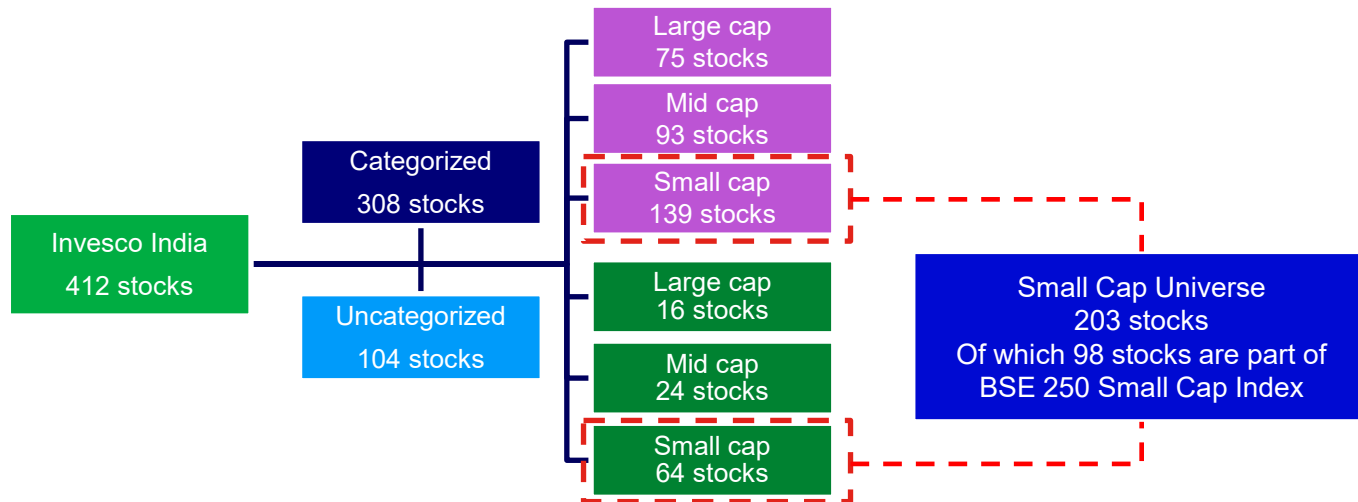 Invesco India
412 stocks
Categorized
308 stocks
Uncategorized
104 stocks
Large cap
75 stocks
Mid cap
93 stocks
Small cap
139 stocks
Large cap
16 stocks
Mid cap
24 stocks
Small cap
64 stocks
Small Cap Universe
203 stocks
Of which 98 stocks are part of
BSE 250 Small Cap Index